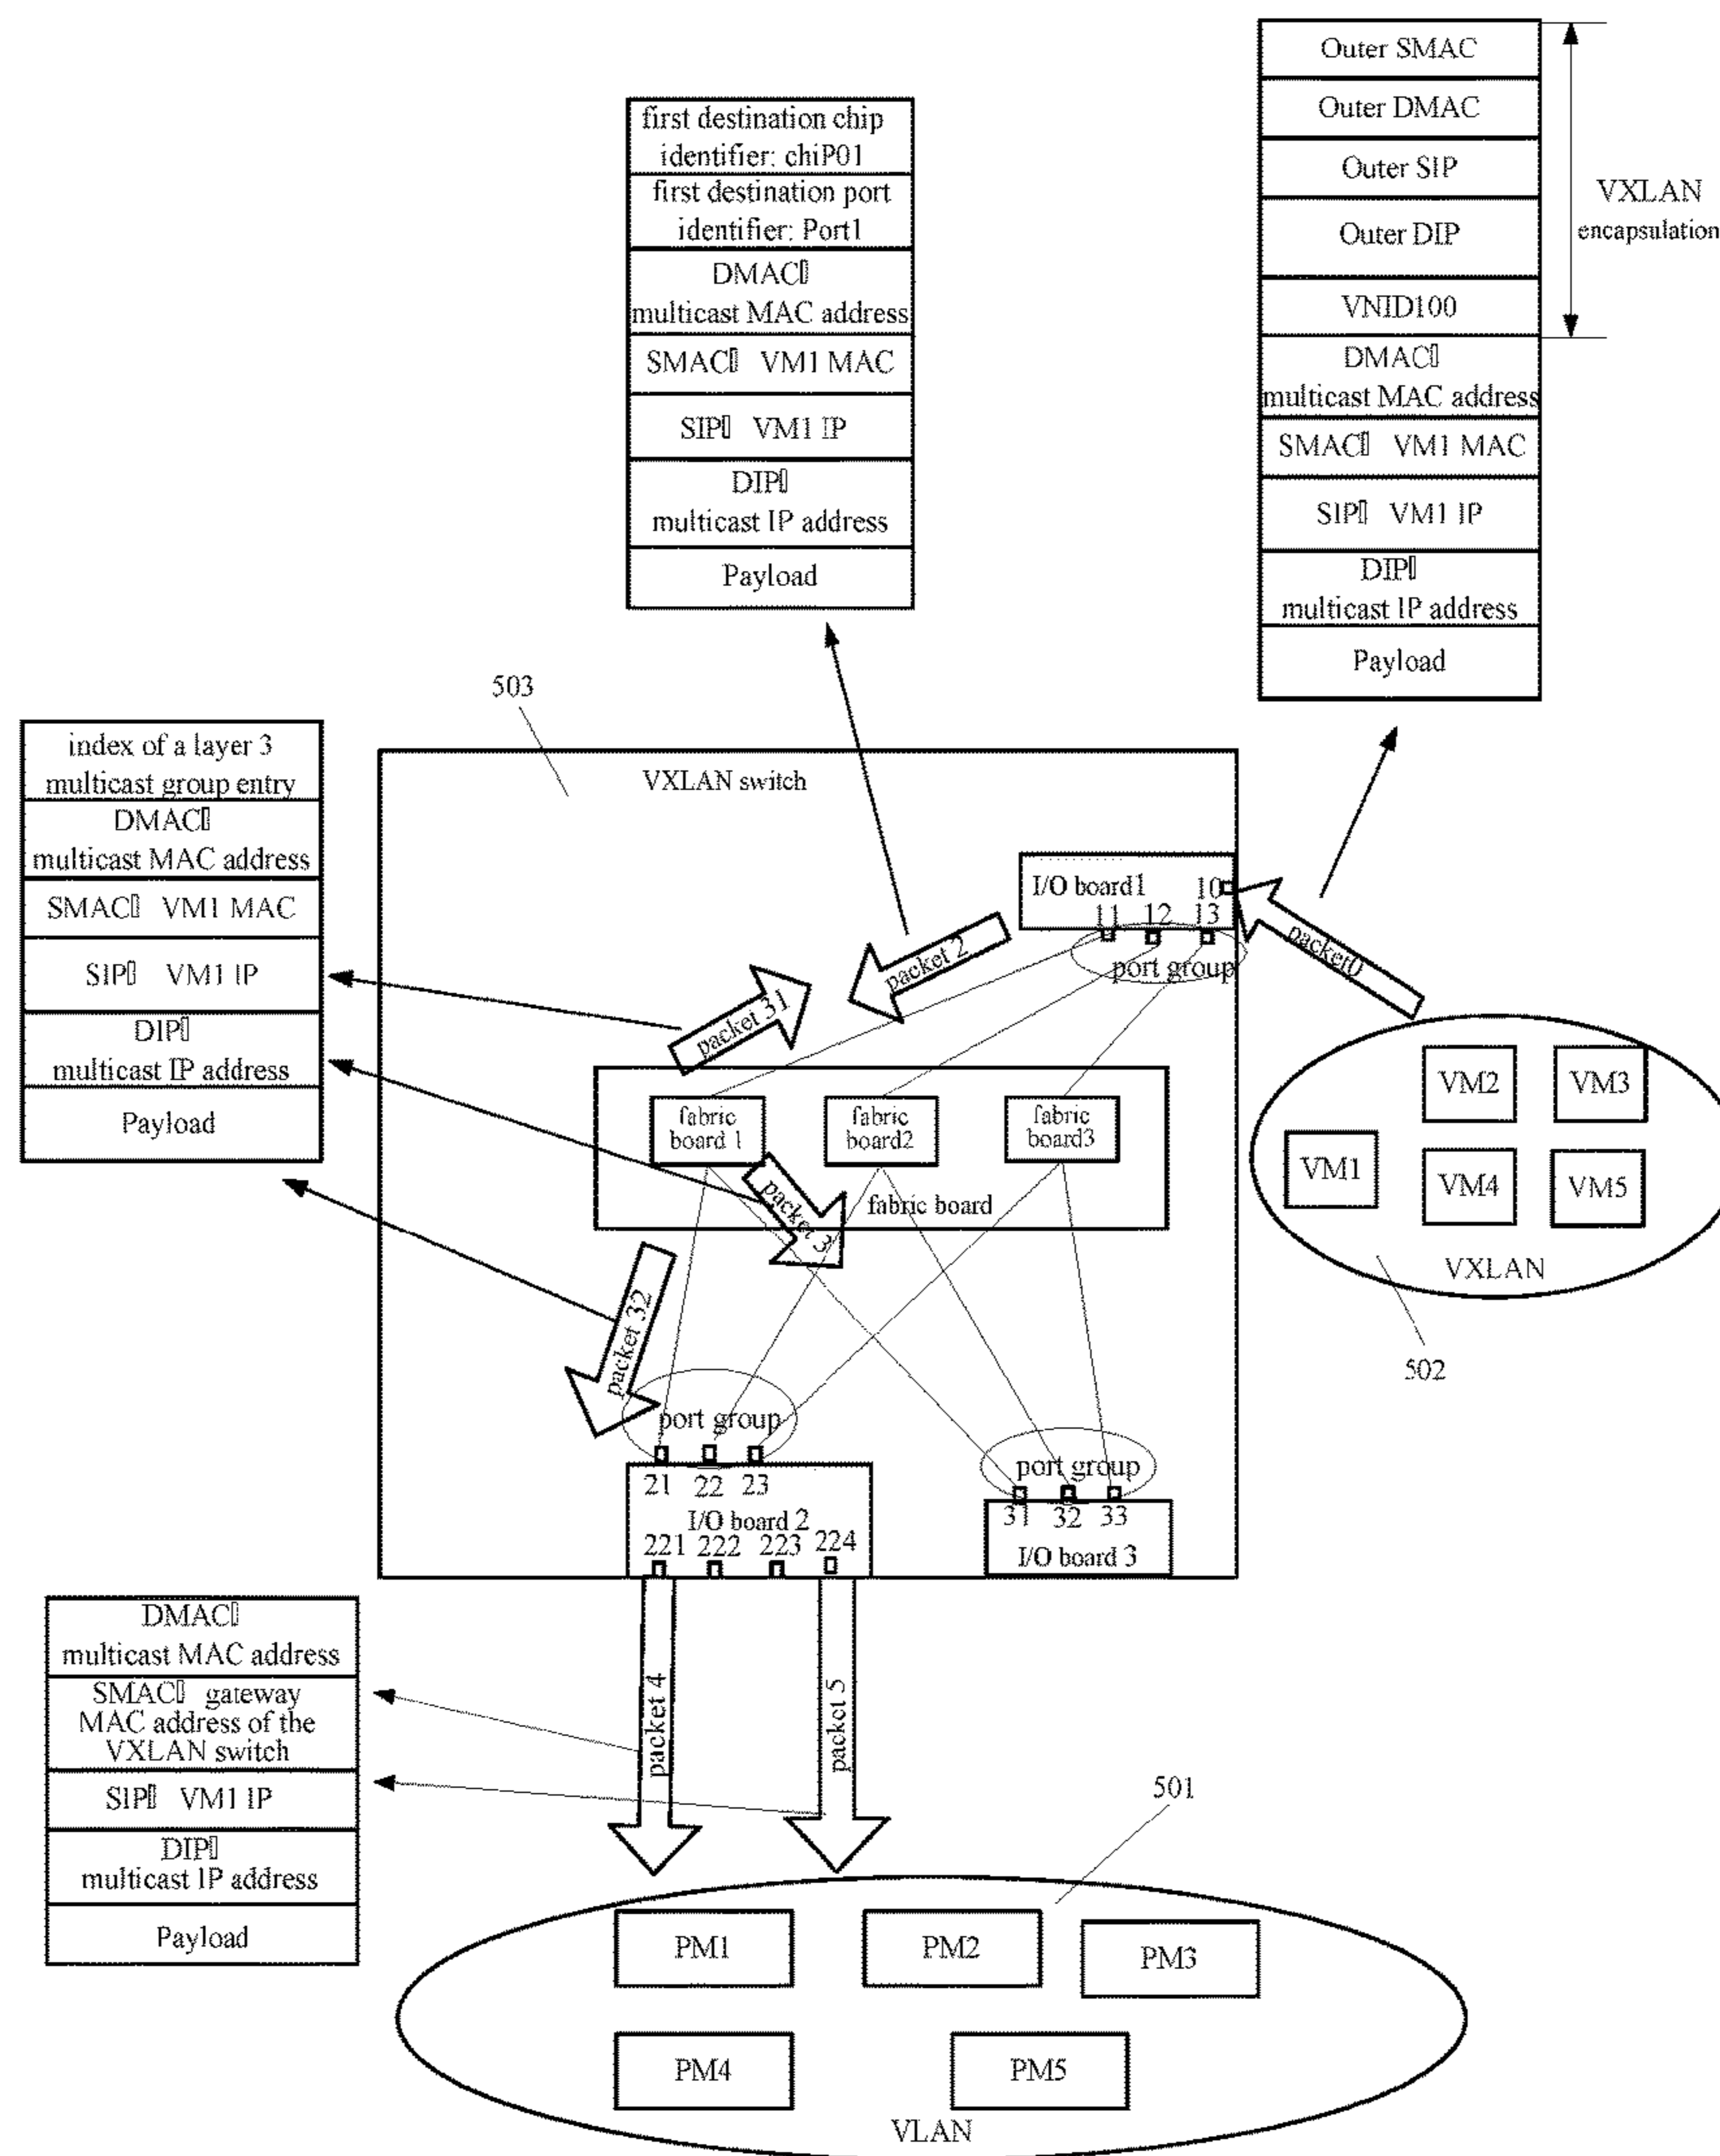 Outer SMAC
Outer DMAC
Outer SIP
Outer DIP
VNID100
DMAC▯
multicast MAC address
SMAC▯ VM1 MAC
SIP▯ VM1 IP
DIP▯
multicast IP address
Payload
VXLAN
encapsulation
first destination chip
identifier: chiP01
first destination port
identifier: Port1
DMAC▯
multicast MAC address
SMAC▯ VM1 MAC
SIP▯ VM1 IP
DIP▯
multicast IP address
Payload
503
index of a layer 3
multicast group entry
DMAC▯
multicast MAC address
SMAC▯ VM1 MAC
SIP▯ VM1 IP
DIP▯
multicast IP address
Payload
VXLAN switch
I/O board1
10
11 12 13
port group
packet 2
packet0
packet 31
fabric
board 1
fabric
board2
fabric
board3
fabric board
packet 3
packet 32
VM2
VM3
VM1
VM4
VM5
VXLAN
502
port group
21 22 23
I/O board 2
221 222 223 224
port group
31 32 33
I/O board 3
DMAC▯
multicast MAC address
SMAC▯ gateway
MAC address of the
VXLAN switch
SIP▯ VM1 IP
DIP▯
multicast IP address
Payload
packet 4
packet 5
501
PM1
PM2
PM3
PM4
PM5
VLAN